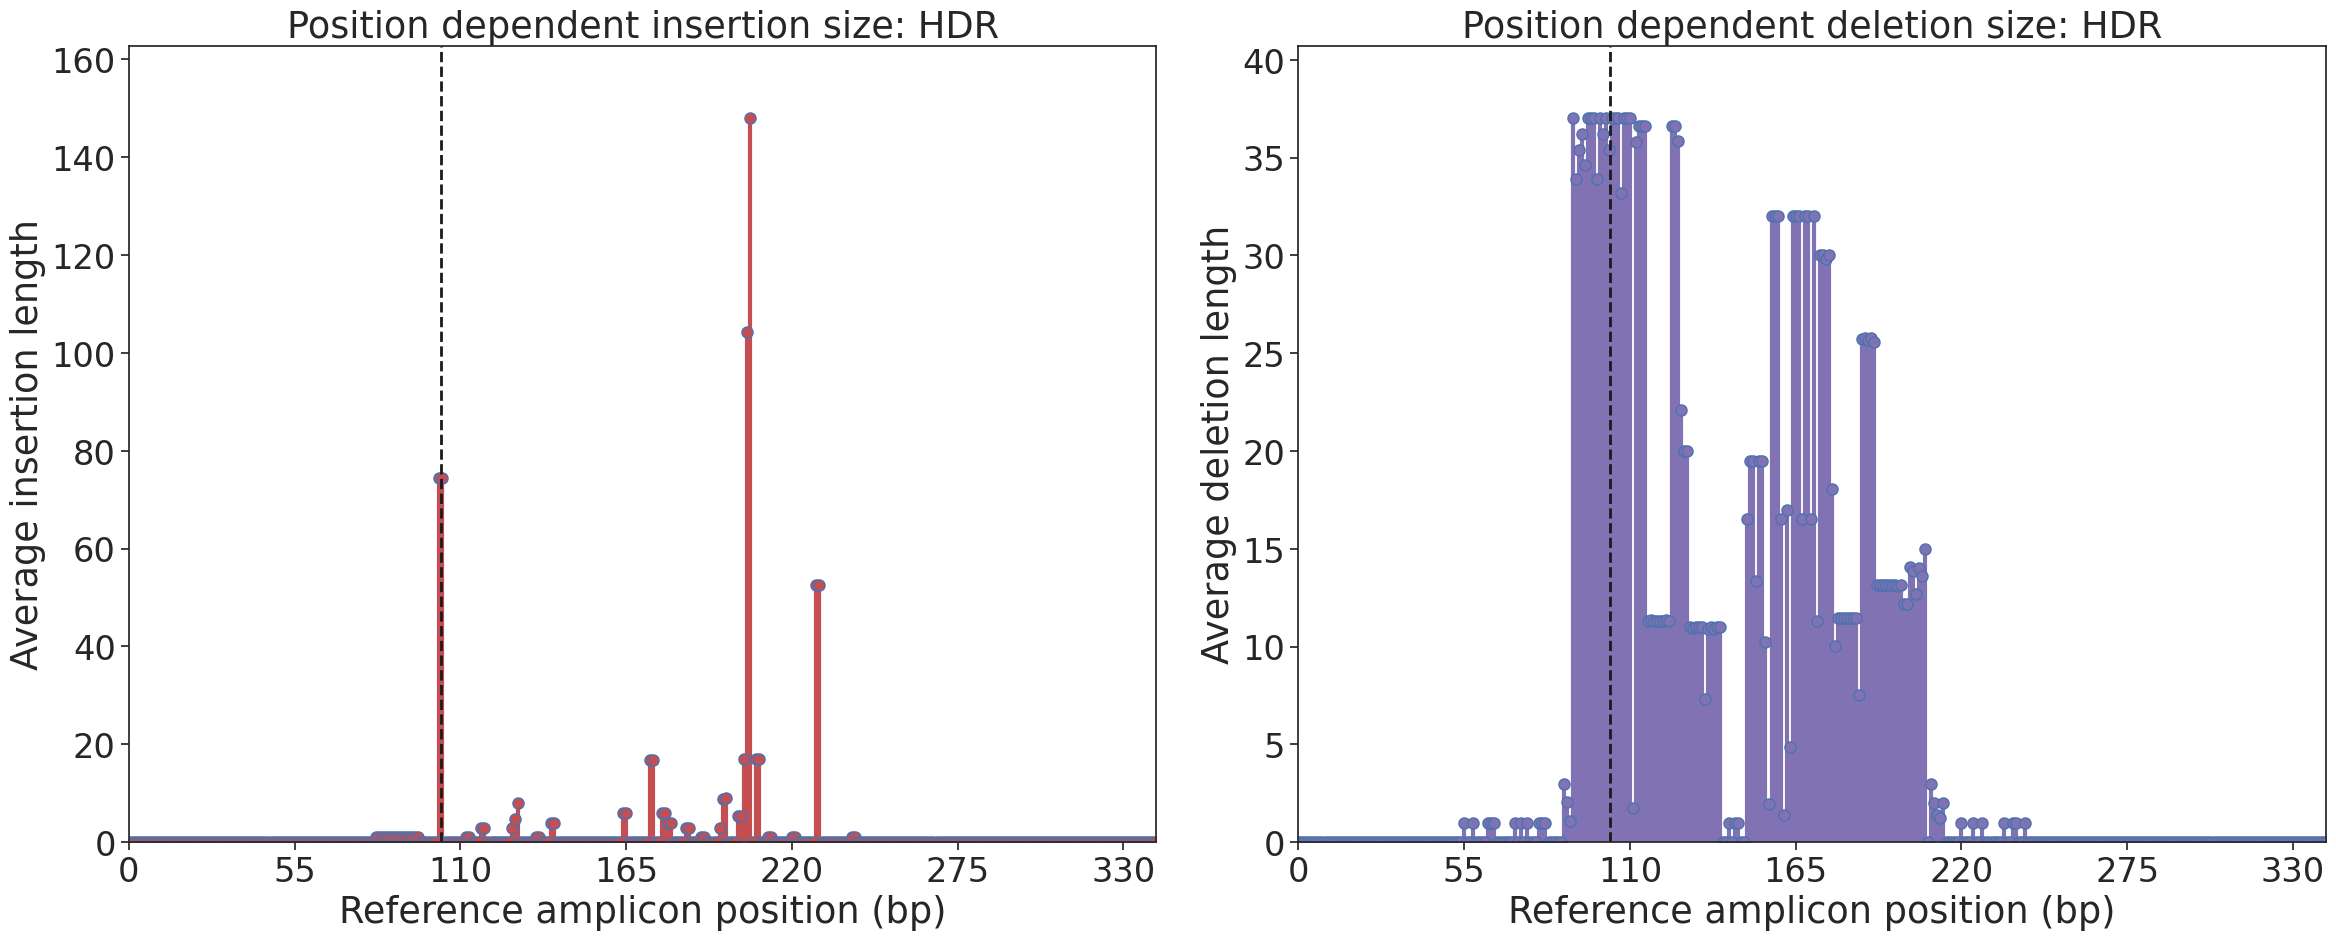 Position dependent insertion size: HDR
Average insertion length
160
140
120
100
80
60
40
20
0
0 55 110 165 220 275 330
Reference amplicon position (bp)
Position dependent deletion size: HDR
Average deletion length
40
35
30
25
20
15
10
5
0
0 55 110 165 220 275 330
Reference amplicon position (bp)